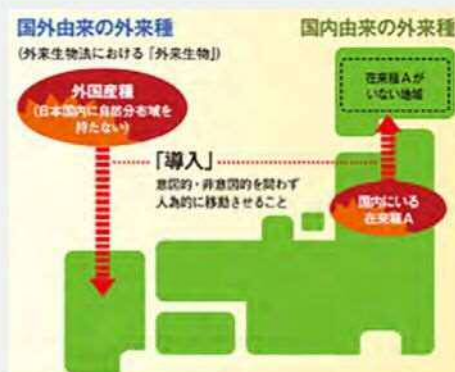 国外由来の外来種
(外来生物法における「外来生物」)
外国産種
(日本国内に自然分布域を
持たない)
国内由来の外来種
在来種Aが
いない地域
「導入」
意図的・非意図的を問わず
人為的に移動させること
国内にいる
在来種A